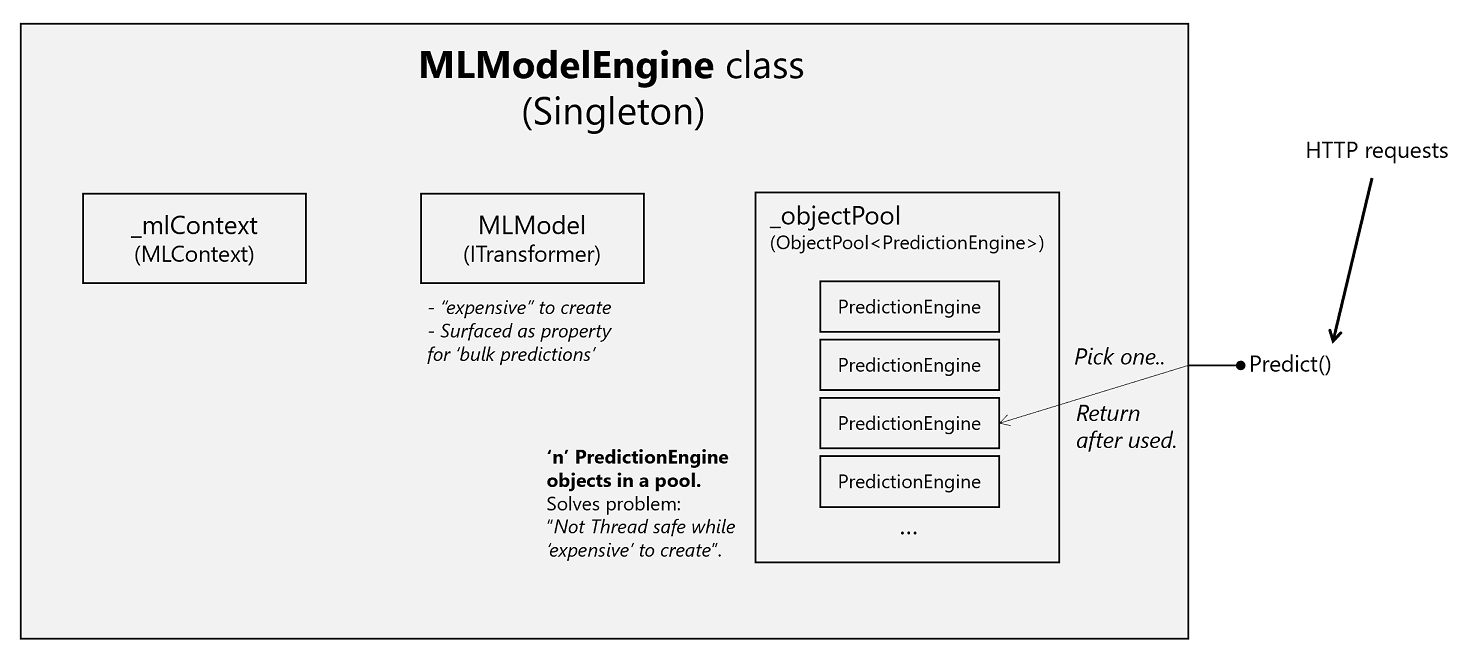 MLModelEngine class
(Singleton)
HTTP requests
_mlContext
(MLContext)
MLModel
(ITransformer)
- “expensive” to create
- Surfaced as property
for ‘bulk predictions’
_objectPool
(ObjectPool<PredictionEngine>)
PredictionEngine
PredictionEngine
PredictionEngine
PredictionEngine
...
Pick one..
Return
after used.
Predict()
‘n’ PredictionEngine
objects in a pool.
Solves problem:
“Not Thread safe while
‘expensive’ to create”.